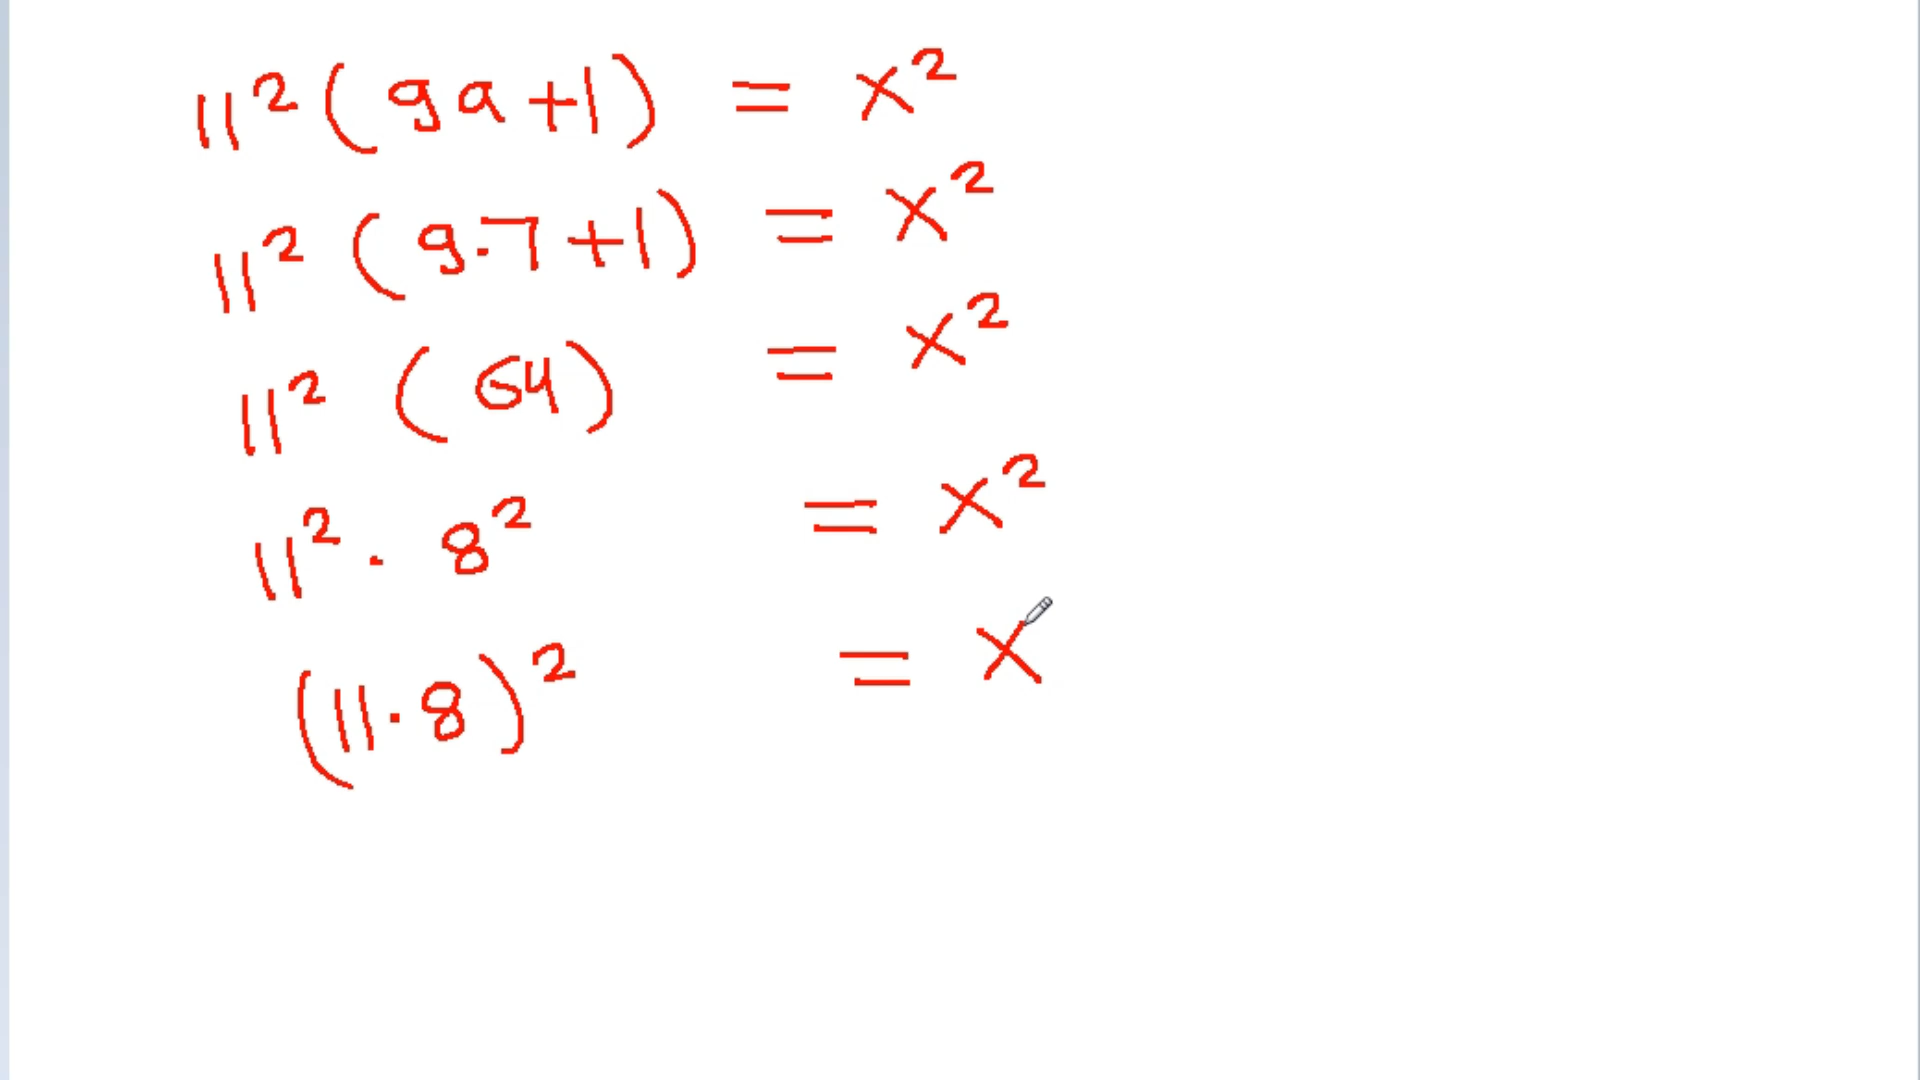 11²(9a+1) = x²
11²(9.7+1) = x²
11²(64) = x²
11².8² = x²
(11.8)² = x